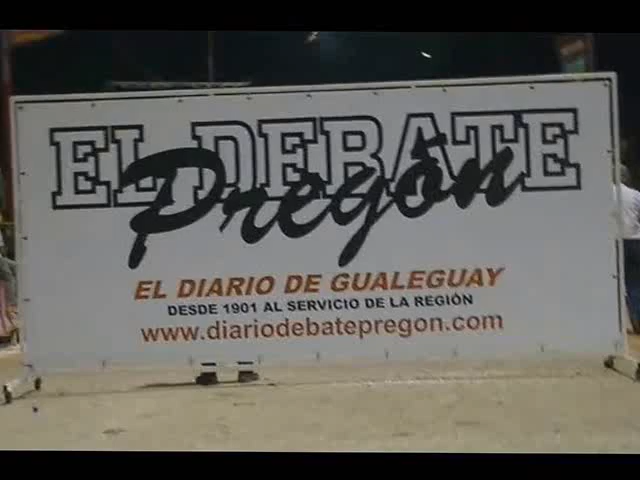 EL DEBATE
Pregón
EL DIARIO DE GUALEGUAY
DESDE 1901 AL SERVICIO DE LA REGIÓN
www.diariodebatepregon.com